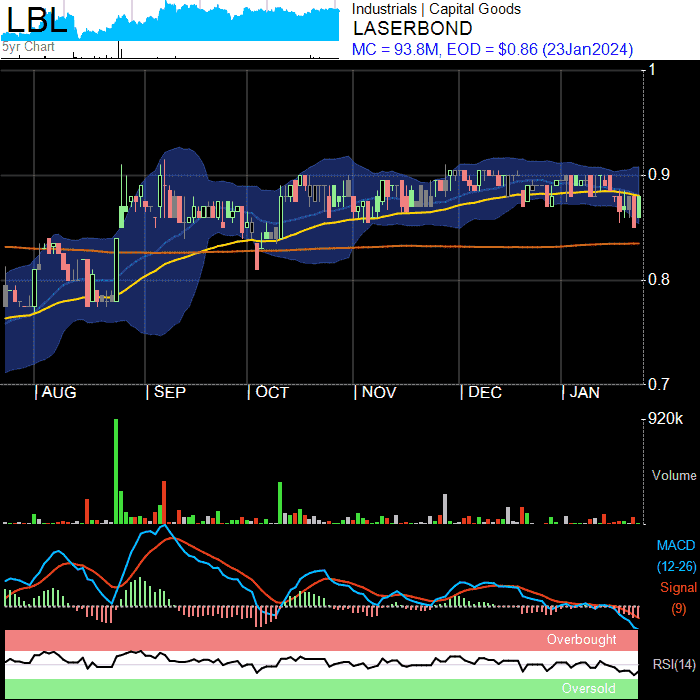 LBL
5yr Chart
Industrials | Capital Goods
LASERBOND
MC = 93.8M, EOD = $0.86 (23Jan2024)
1
0.9
0.8
0.7
AUG SEP OCT NOV DEC JAN
920k
Volume
MACD
(12-26)
Signal
(9)
Overbought
RSI(14)
Oversold